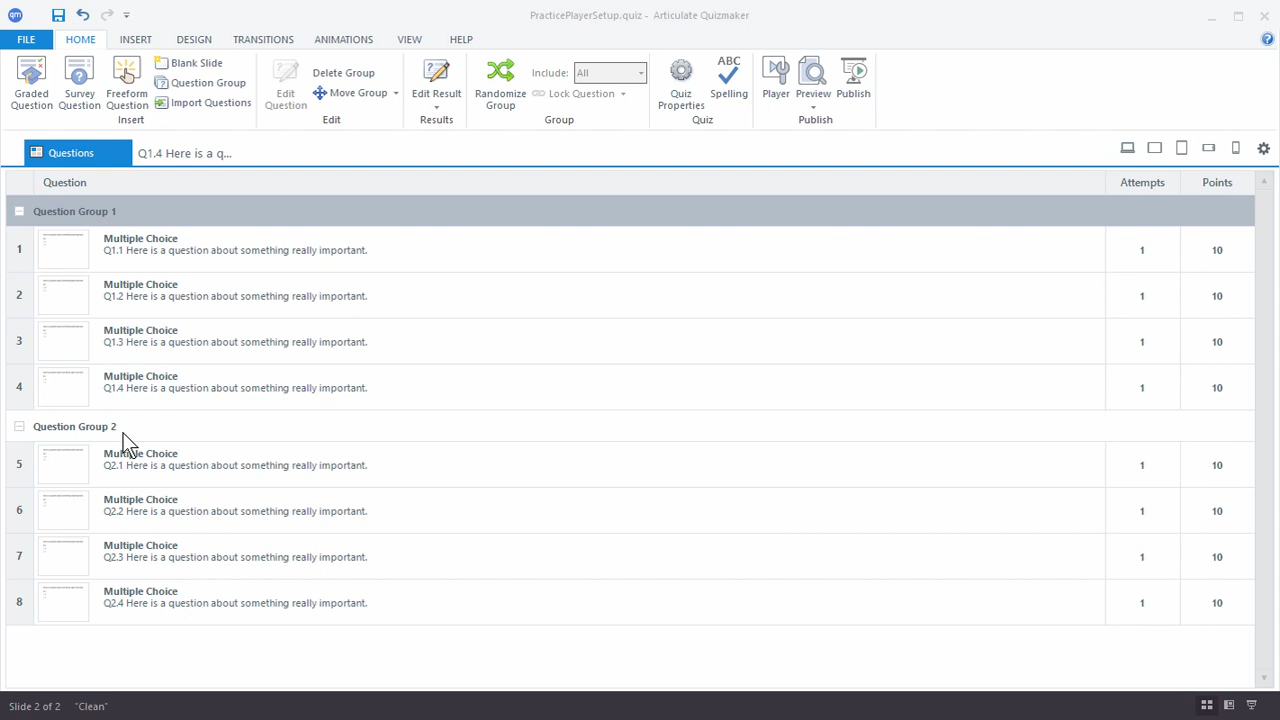 qm
PracticePlayerSetup.quiz - Articulate Quizmaker
FILE HOME INSERT DESIGN TRANSITIONS ANIMATIONS VIEW HELP
Graded Question
Survey Question
Freeform Question
Blank Slide
Question Group
Import Questions
Insert
Edit Question
Delete Group
Move Group
Edit
Edit Result
Results
Randomize Group
Include: All
Lock Question
Group
Quiz Properties
ABC
Spelling
Quiz
Player
Preview
Publish
Publish
Questions
Q1.4 Here is a q...
Question Attempts Points
Question Group 1
1 Multiple Choice
Q1.1 Here is a question about something really important. 1 10
2 Multiple Choice
Q1.2 Here is a question about something really important. 1 10
3 Multiple Choice
Q1.3 Here is a question about something really important. 1 10
4 Multiple Choice
Q1.4 Here is a question about something really important. 1 10
Question Group 2
5 Multiple Choice
Q2.1 Here is a question about something really important. 1 10
6 Multiple Choice
Q2.2 Here is a question about something really important. 1 10
7 Multiple Choice
Q2.3 Here is a question about something really important. 1 10
8 Multiple Choice
Q2.4 Here is a question about something really important. 1 10
Slide 2 of 2 "Clean"